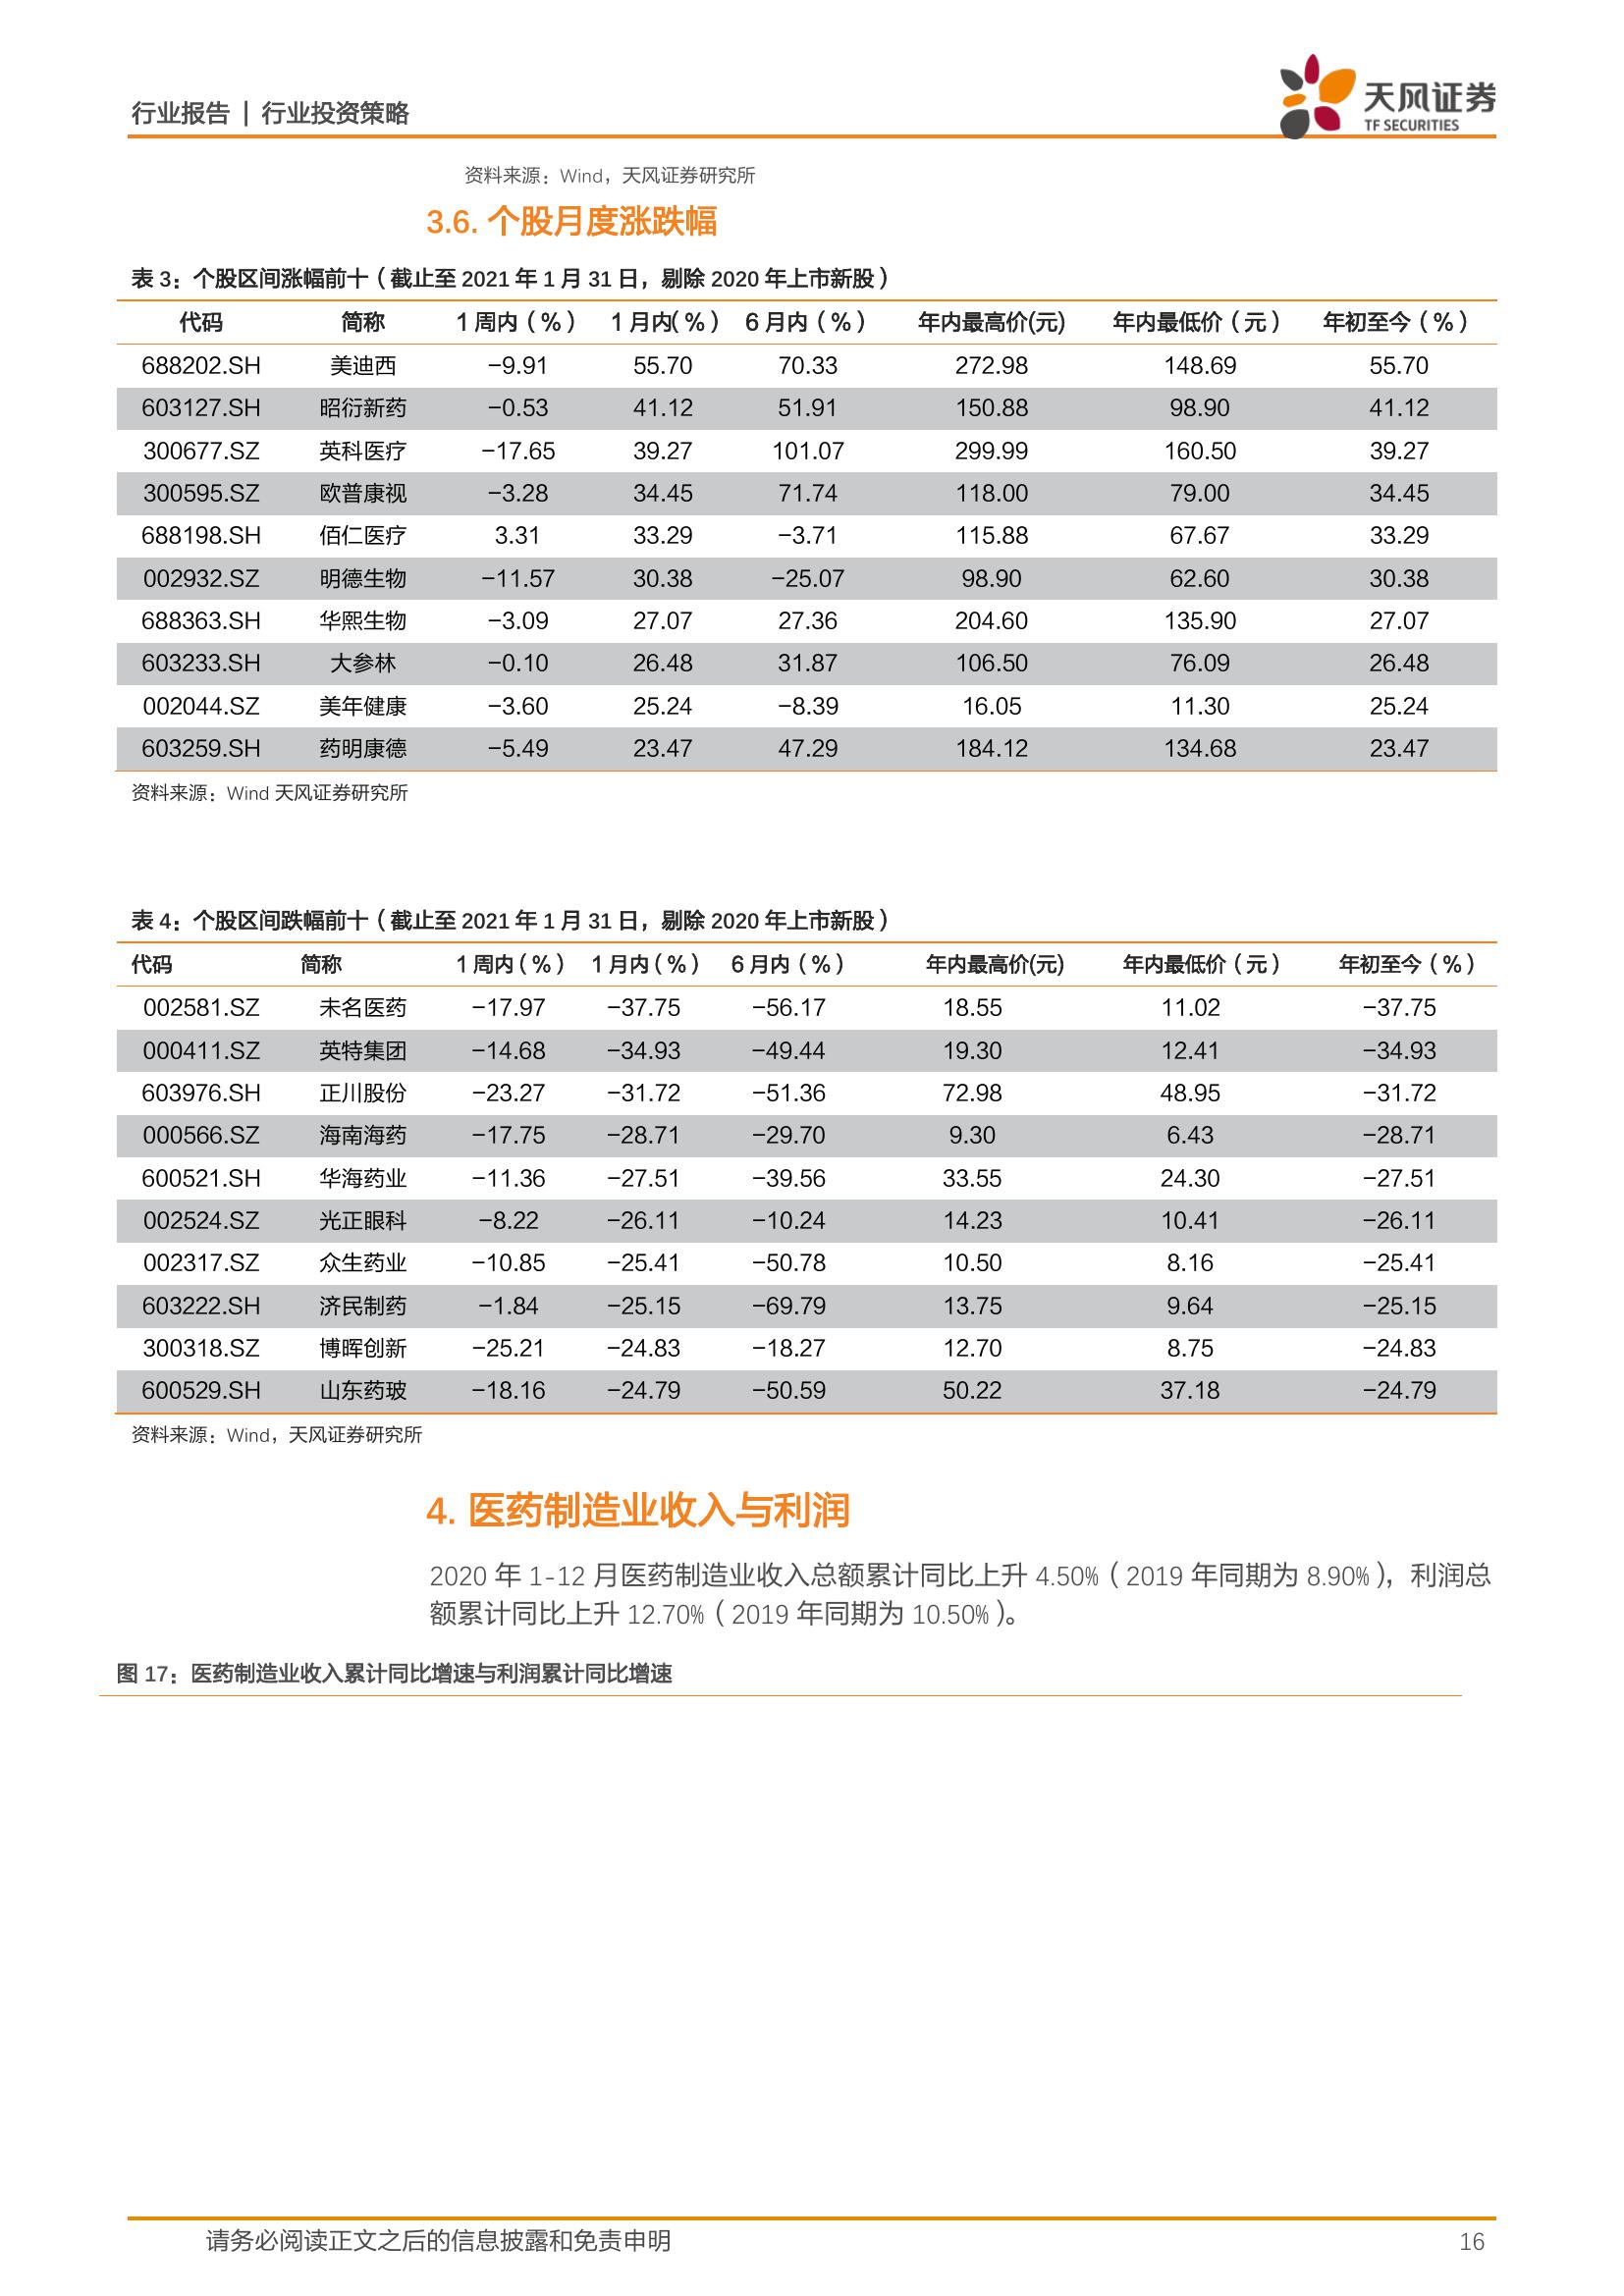 行业报告 | 行业投资策略
天风证券
TF SECURITIES
资料来源：Wind，天风证券研究所
3.6. 个股月度涨跌幅
表 3：个股区间涨幅前十（截止至 2021 年 1 月 31 日，剔除 2020 年上市新股）
代码 简称 1 周内（%） 1 月内(%） 6 月内（%） 年内最高价(元) 年内最低价（元） 年初至今（%）
688202.SH 美迪西 -9.91 55.70 70.33 272.98 148.69 55.70
603127.SH 昭衍新药 -0.53 41.12 51.91 150.88 98.90 41.12
300677.SZ 英科医疗 -17.65 39.27 101.07 299.99 160.50 39.27
300595.SZ 欧普康视 -3.28 34.45 71.74 118.00 79.00 34.45
688198.SH 佰仁医疗 3.31 33.29 -3.71 115.88 67.67 33.29
002932.SZ 明德生物 -11.57 30.38 -25.07 98.90 62.60 30.38
688363.SH 华熙生物 -3.09 27.07 27.36 204.60 135.90 27.07
603233.SH 大参林 -0.10 26.48 31.87 106.50 76.09 26.48
002044.SZ 美年健康 -3.60 25.24 -8.39 16.05 11.30 25.24
603259.SH 药明康德 -5.49 23.47 47.29 184.12 134.68 23.47
资料来源：Wind 天风证券研究所
表 4：个股区间跌幅前十（截止至 2021 年 1 月 31 日，剔除 2020 年上市新股）
代码 简称 1 周内（%） 1 月内（%） 6 月内（%） 年内最高价(元) 年内最低价（元） 年初至今（%）
002581.SZ 未名医药 -17.97 -37.75 -56.17 18.55 11.02 -37.75
000411.SZ 英特集团 -14.68 -34.93 -49.44 19.30 12.41 -34.93
603976.SH 正川股份 -23.27 -31.72 -51.36 72.98 48.95 -31.72
000566.SZ 海南海药 -17.75 -28.71 -29.70 9.30 6.43 -28.71
600521.SH 华海药业 -11.36 -27.51 -39.56 33.55 24.30 -27.51
002524.SZ 光正眼科 -8.22 -26.11 -10.24 14.23 10.41 -26.11
002317.SZ 众生药业 -10.85 -25.41 -50.78 10.50 8.16 -25.41
603222.SH 济民制药 -1.84 -25.15 -69.79 13.75 9.64 -25.15
300318.SZ 博晖创新 -25.21 -24.83 -18.27 12.70 8.75 -24.83
600529.SH 山东药玻 -18.16 -24.79 -50.59 50.22 37.18 -24.79
资料来源：Wind，天风证券研究所
4. 医药制造业收入与利润
2020 年 1-12 月医药制造业收入总额累计同比上升 4.50%（2019 年同期为 8.90%），利润总
额累计同比上升 12.70%（2019 年同期为 10.50%）。
图 17：医药制造业收入累计同比增速与利润累计同比增速
请务必阅读正文之后的信息披露和免责申明 16